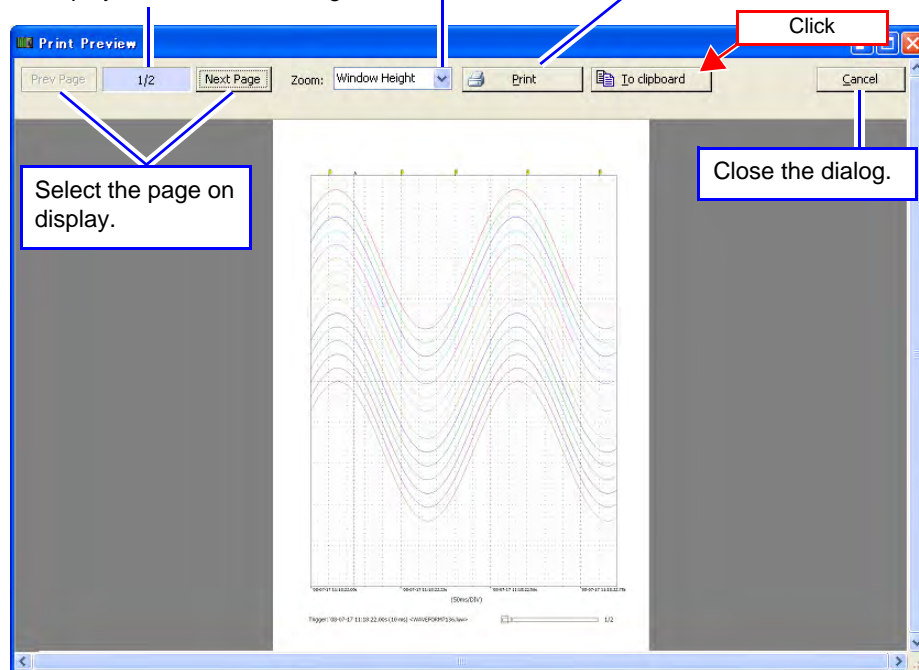 Click
Print Preview
Prev Page 1/2 Next Page Zoom: Window Height Print To clipboard Cancel
Select the page on
display.
Close the dialog.
(50ms/DIV)
1/2